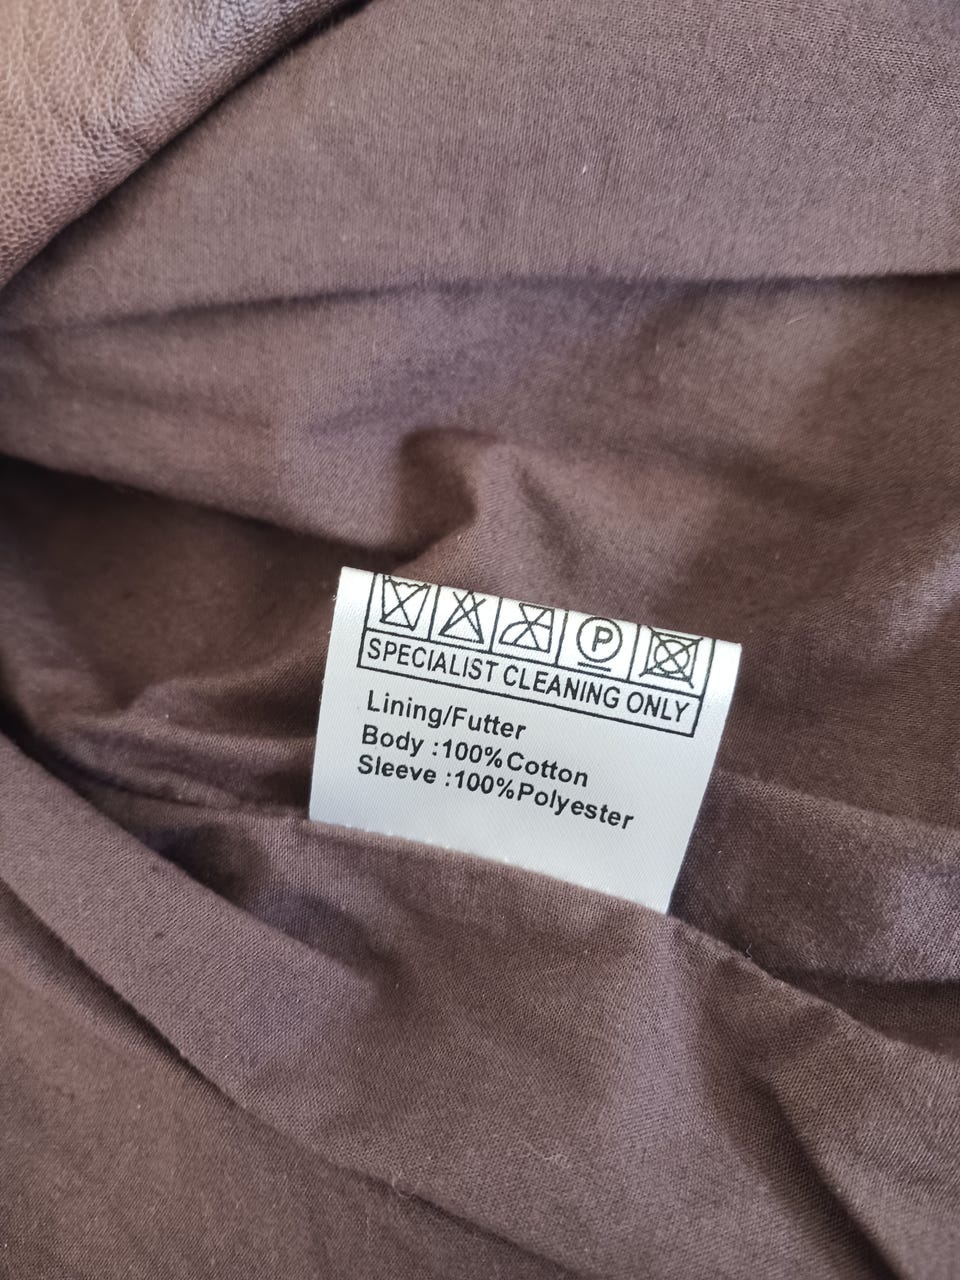 P
SPECIALIST CLEANING ONLY
Lining/Futter
Body :100%Cotton
Sleeve :100%Polyester